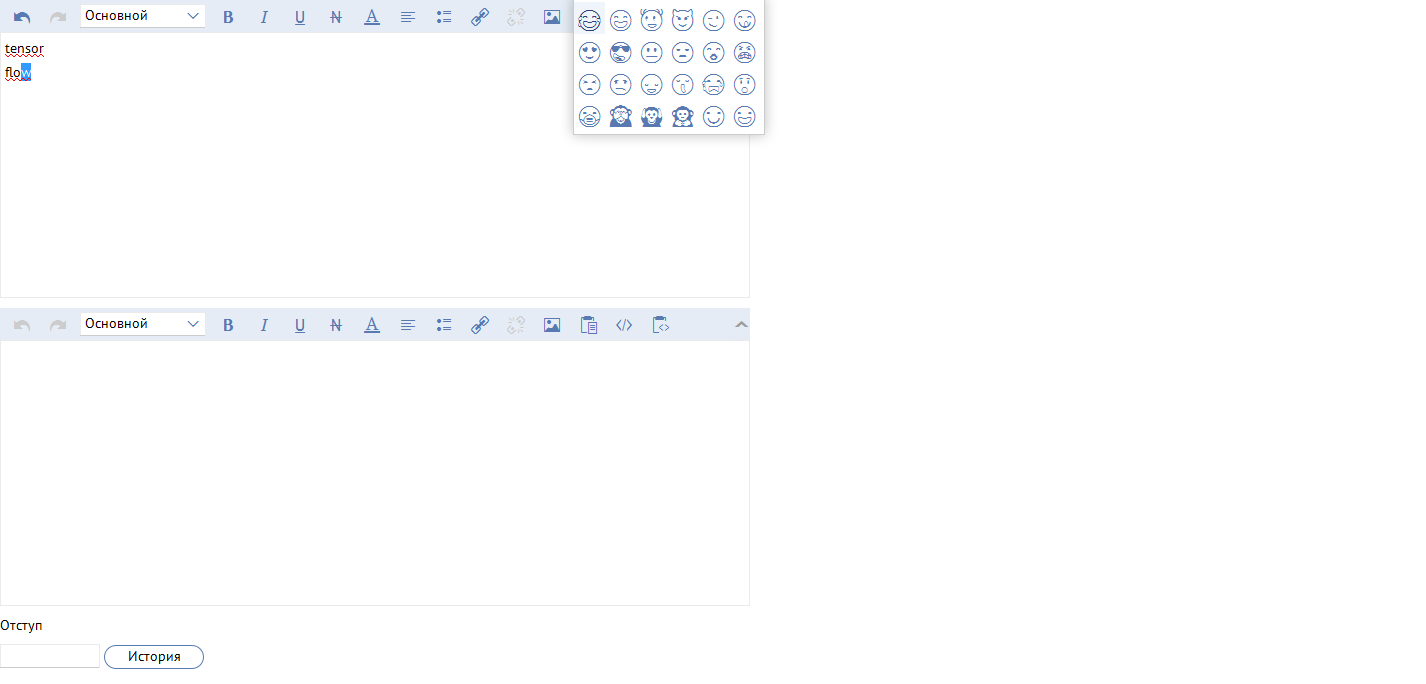 Основной B I U N A
tensor
flow
Основной B I U N A </>
Отступ
История